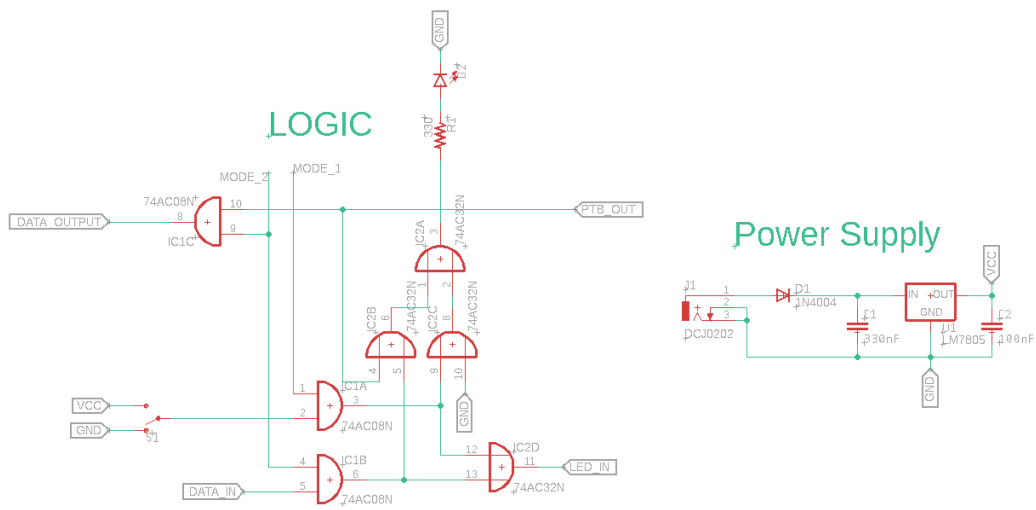 GND
U2
330
R1
LOGIC
MODE_2
MODE_1
74AC08N
10
DATA_OUTPUT
8
9
IC1C
PTB_OUT
IC2A
74AC32N
3
1
2
IC2B
6
74AC32N
IC2C
8
74AC32N
4
5
9
10
GND
VCC
GND
S1
1
2
IC1A
3
74AC08N
4
5
IC1B
6
74AC08N
DATA_IN
12
13
IC2D
11
74AC32N
LED_IN
Power Supply
J1
1
2
3
DCJ0202
D1
1N4004
C1
330nF
IN
OUT
GND
U1
LM7805
VCC
C2
100nF
GND